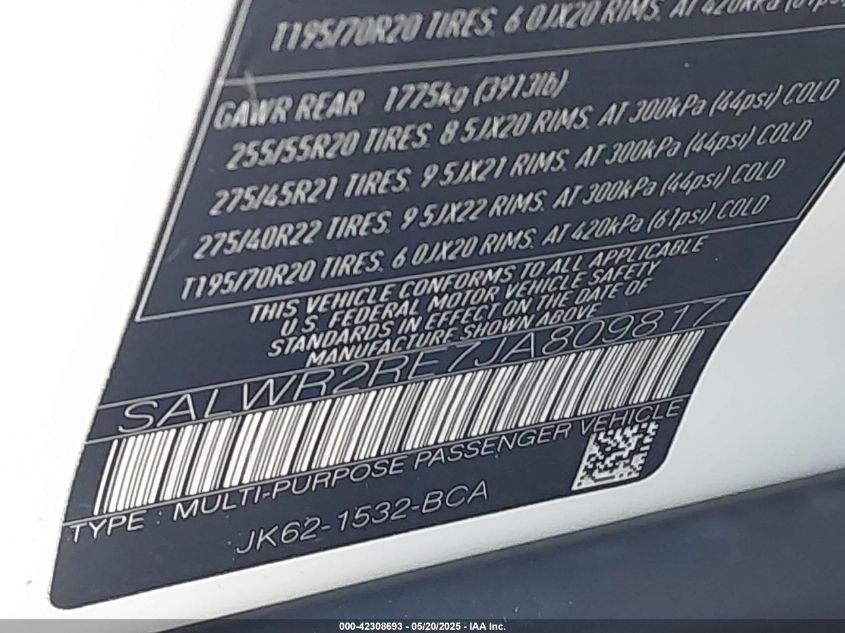 T195/70R20 TIRES. 6 0JX20 RIMS. AT 420kPa (61psi)
GAWR REAR 1775kg (3913lb)
255/55R20 TIRES. 8 5JX20 RIMS. AT 300kPa (44psi) COLD
275/45R21 TIRES. 9 5JX21 RIMS. AT 300kPa (44psi) COLD
275/40R22 TIRES. 9 5JX22 RIMS. AT 300kPa (44psi) COLD
T195/70R20 TIRES. 6 0JX20 RIMS. AT 420kPa (61psi) COLD
THIS VEHICLE CONFORMS TO ALL APPLICABLE
U.S. FEDERAL MOTOR VEHICLE SAFETY
STANDARDS IN EFFECT ON THE DATE OF
MANUFACTURE SHOWN ABOVE
SALWR2RE7JA809817
TYPE : MULTI-PURPOSE PASSENGER VEHICLE
JK62-1532-BCA
000-42308693 - 05/20/2025 - IAA Inc.